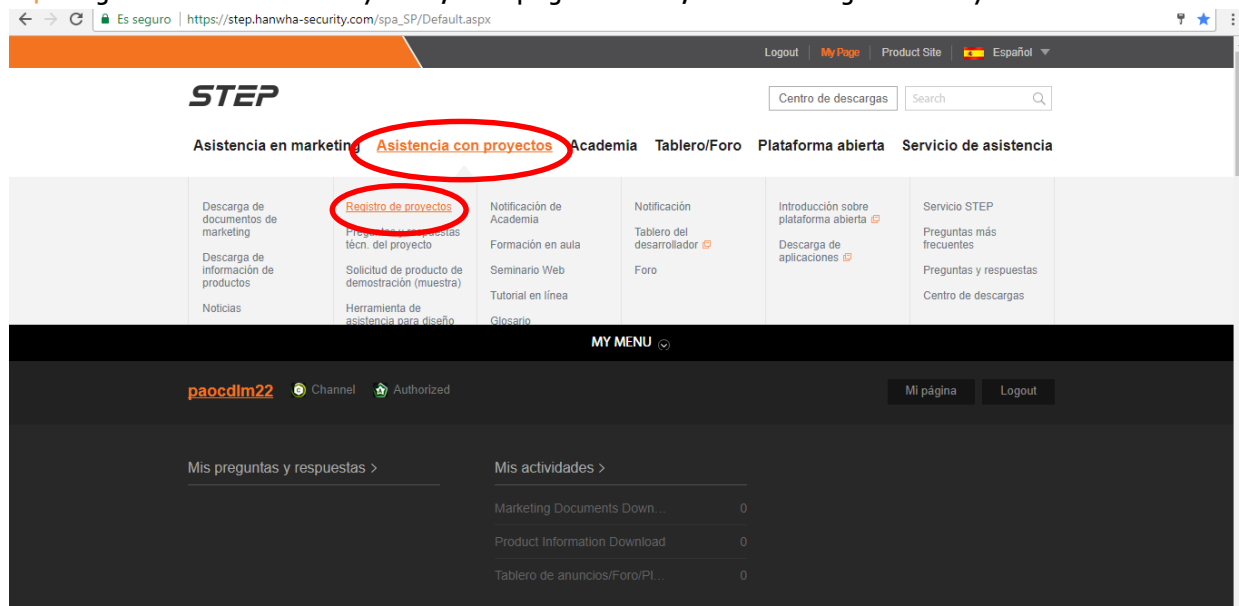 Es seguro | https://step.hanwha-security.com/spa_SP/Default.aspx
Logout | My Page | Product Site | Español
STEP
Centro de descargas Search
Asistencia en marketing Asistencia con proyectos Academia Tablero/Foro Plataforma abierta Servicio de asistencia
Descarga de
documentos de
marketing
Descarga de
información de
productos
Noticias
Registro de proyectos
Preguntas y respuestas
técn. del proyecto
Solicitud de producto de
demostración (muestra)
Herramienta de
asistencia para diseño
Notificación de
Academia
Formación en aula
Seminario Web
Tutorial en línea
Glosario
Notificación
Tablero del
desarrollador
Foro
Introducción sobre
plataforma abierta
Descarga de
aplicaciones
Servicio STEP
Preguntas más
frecuentes
Preguntas y respuestas
Centro de descargas
MY MENU
paocdlm22 Channel Authorized Mi página Logout
Mis preguntas y respuestas > Mis actividades >
Marketing Documents Down... 0
Product Information Download 0
Tablero de anuncios/Foro/Pl... 0